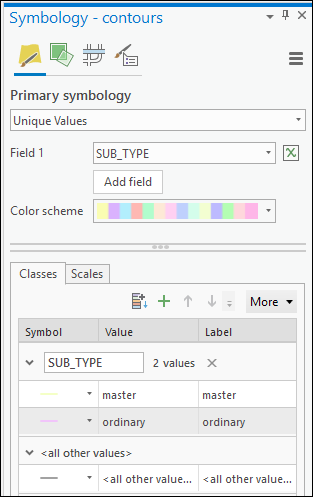 Symbology - contours
Primary symbology
Unique Values
Field 1 SUB_TYPE
Add field
Color scheme
Classes Scales
More
Symbol Value Label
SUB_TYPE 2 values
master master
ordinary ordinary
<all other values>
<all other value... <all other values...